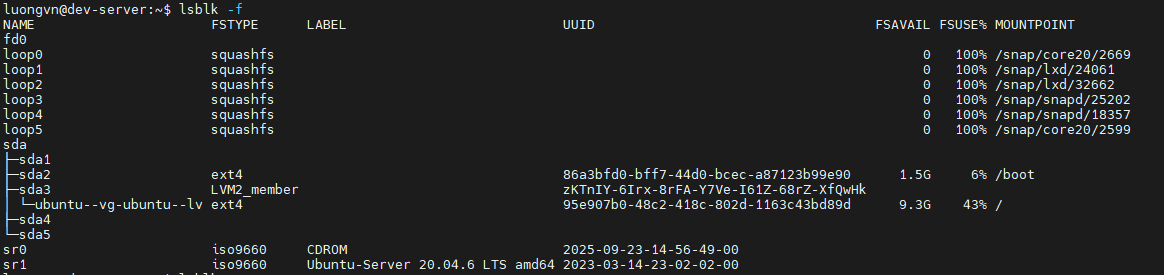 luongvn@dev-server:~$ lsblk -f
NAME FSTYPE LABEL UUID FSAVAIL FSUSE% MOUNTPOINT
fd0
loop0 squashfs 0 100% /snap/core20/2669
loop1 squashfs 0 100% /snap/lxd/24061
loop2 squashfs 0 100% /snap/lxd/32662
loop3 squashfs 0 100% /snap/snapd/25202
loop4 squashfs 0 100% /snap/snapd/18357
loop5 squashfs 0 100% /snap/core20/2599
sda
├─sda1
├─sda2 ext4 86a3bfd0-bff7-44d0-bcec-a87123b99e90 1.5G 6% /boot
├─sda3 LVM2_member zKTnIY-6Irx-8rFA-Y7Ve-I61Z-68rZ-XfQwHk
│ └─ubuntu--vg-ubuntu--lv ext4 95e907b0-48c2-418c-802d-1163c43bd89d 9.3G 43% /
├─sda4
└─sda5
sr0 iso9660 CDROM 2025-09-23-14-56-49-00
sr1 iso9660 Ubuntu-Server 20.04.6 LTS amd64 2023-03-14-23-02-02-00